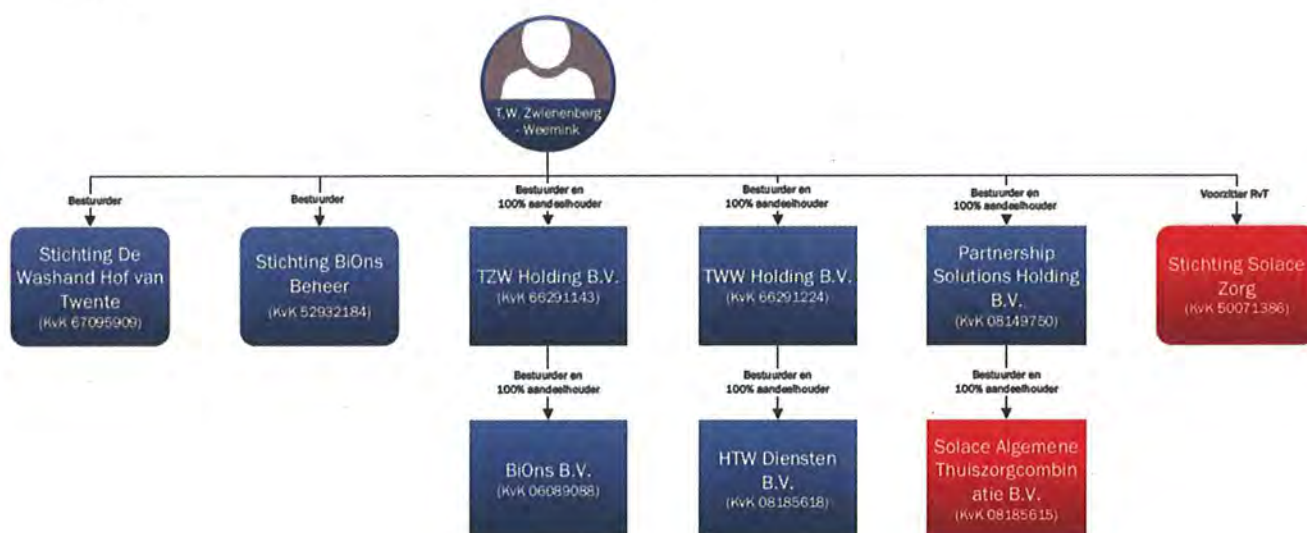 T.W. Zwienenberg
- Weernink
Bestuurder
Bestuurder
Bestuurder en
100% aandeelhouder
Bestuurder en
100% aandeelhouder
Bestuurder en
100% aandeelhouder
Voorzitter RvT
Stichting De
Washand Hof van
Twente
(KvK 67095909)
Stichting BiOns
Beheer
(KvK 52932184)
TZW Holding B.V.
(KvK 66291143)
TWW Holding B.V.
(KvK 66291224)
Partnership
Solutions Holding
B.V.
(KvK 08149750)
Stichting Solace
Zorg
(KvK 50071386)
Bestuurder en
100% aandeelhouder
Bestuurder en
100% aandeelhouder
Bestuurder en
100% aandeelhouder
BiOns B.V.
(KvK 06089088)
HTW Diensten
B.V.
(KvK 08185618)
Solace Algemene
Thuiszorgcombin
atie B.V.
(KvK 08185615)